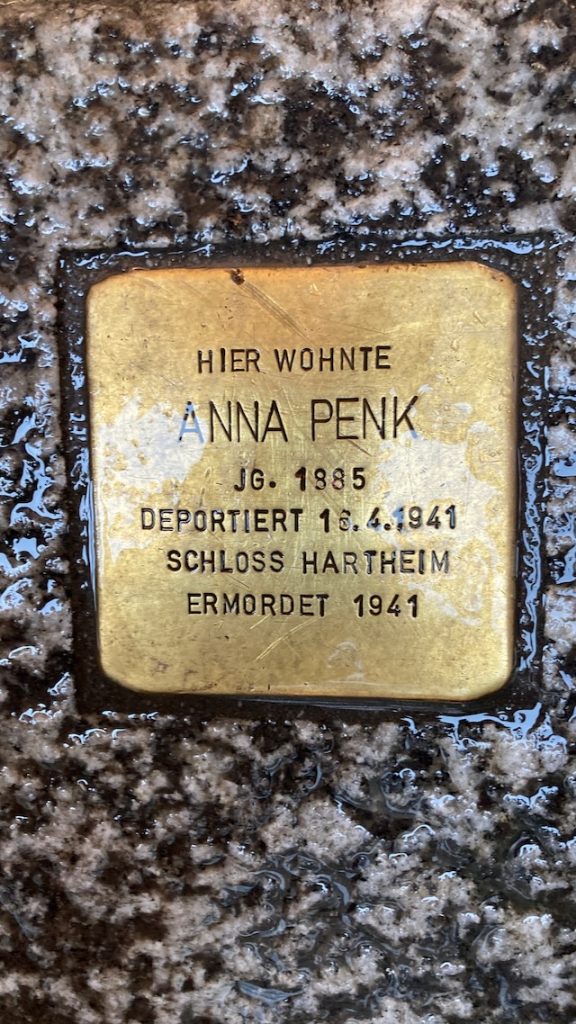 HIER WOHNTE
ANNA PENK
JG. 1885
DEPORTIERT 16.4.1941
SCHLOSS HARTHEIM
ERMORDET 1941